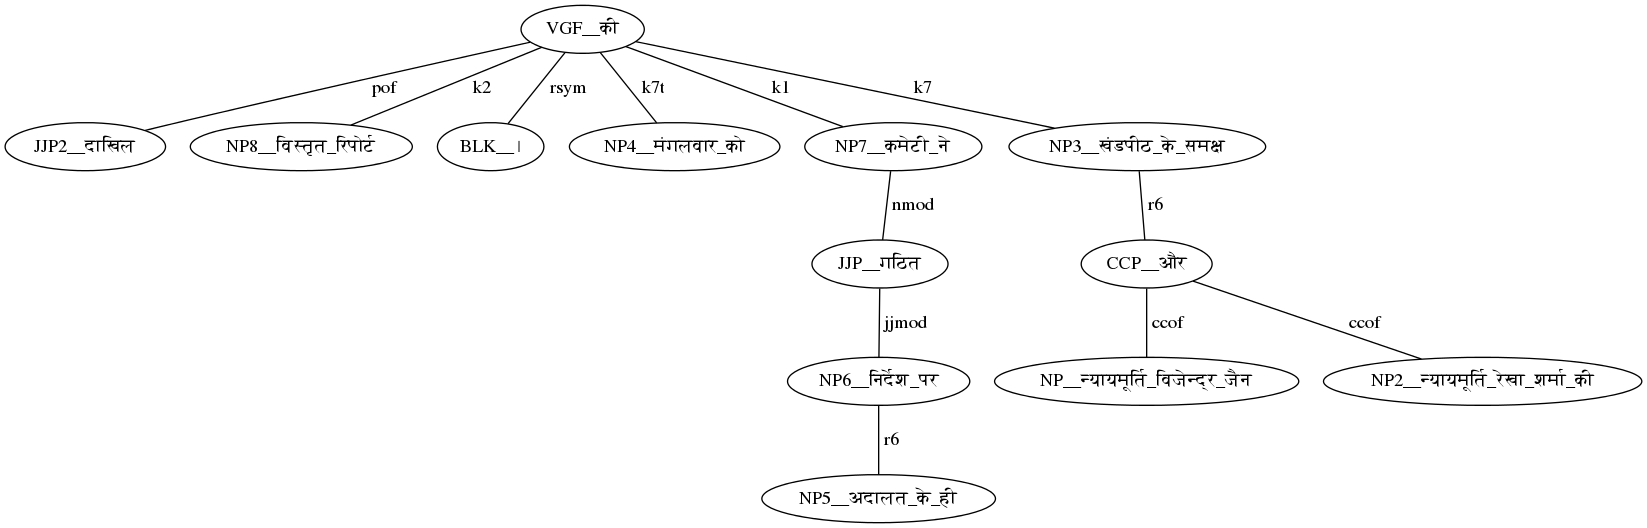 VGF__की
pof k2 rsym k7t k1 k7
JJP2__दाखिल NP8__विस्तृत_रिपोर्ट BLK__। NP4__मंगलवार_को NP7__कमेटी_ने NP3__खंडपीठ_के_समक्ष
nmod r6
JJP__गठित CCP__और
jjmod ccof ccof
NP6__निर्देश_पर NP__न्यायमूर्ति_विजेन्द्र_जैन NP2__न्यायमूर्ति_रेखा_शर्मा_की
r6
NP5__अदालत_के_ही